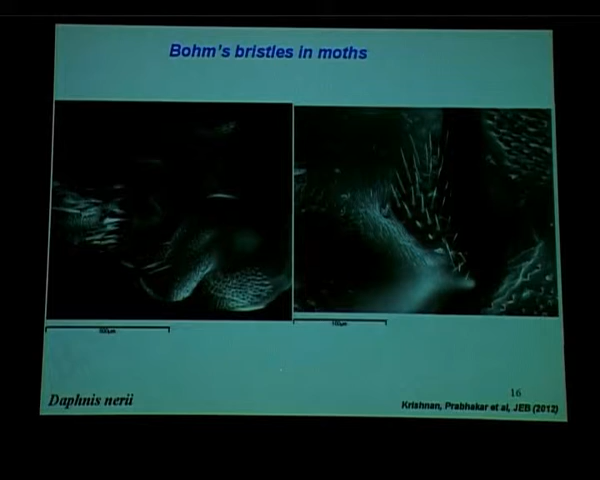 Bohm's bristles in moths
Daphnis nerii
16
Krishnan, Prabhakar et al, JEB (2012)